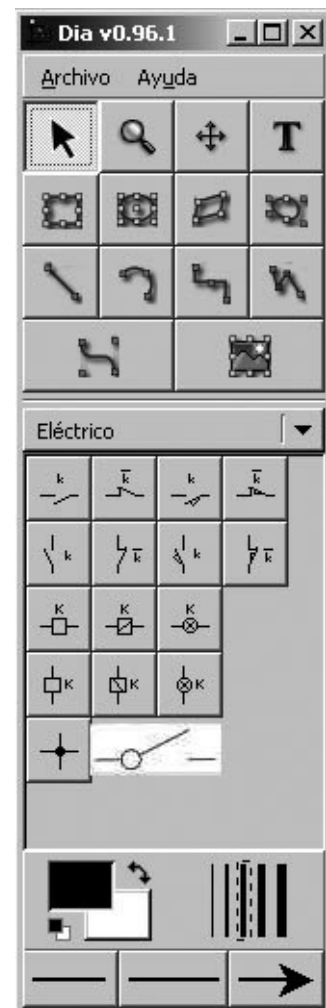 Dia v0.96.1
Archivo Ayuda
T
Eléctrico
k k k k
k k k k
K K K
K K K